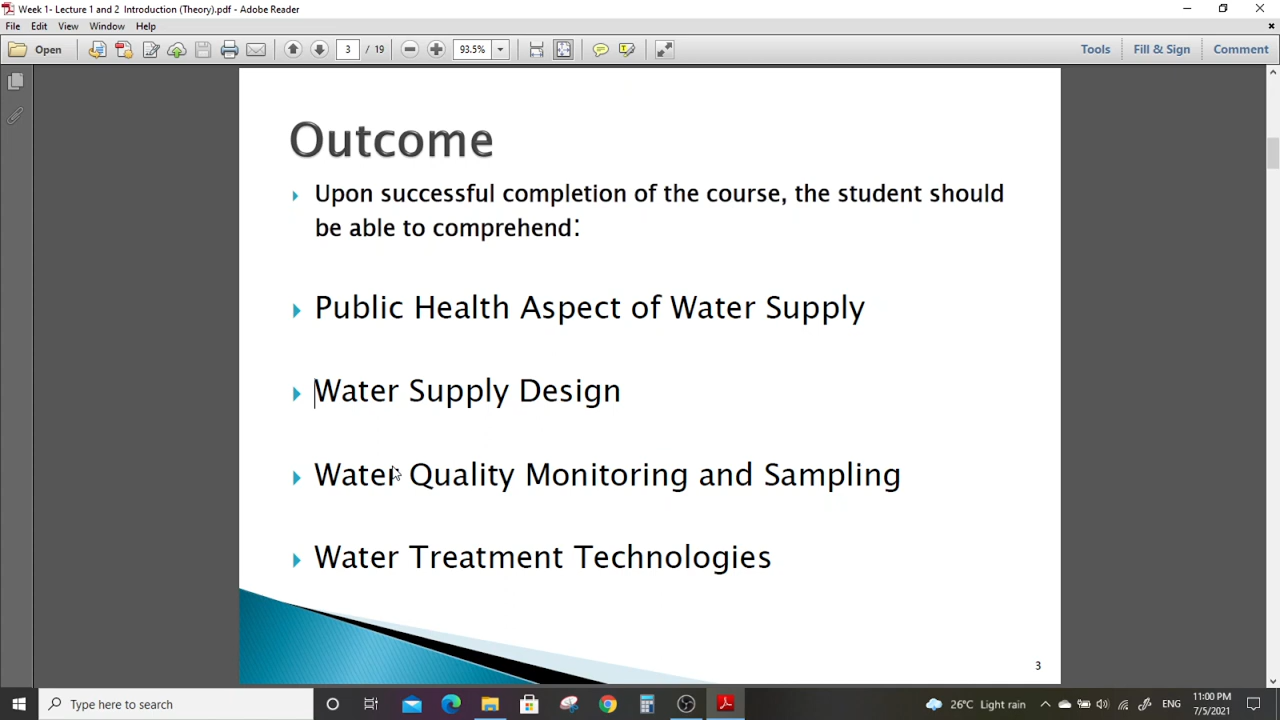 Week 1- Lecture 1 and 2 Introduction (Theory).pdf - Adobe Reader
File Edit View Window Help
Open 3 / 19 93.5% Tools Fill & Sign Comment
Outcome
Upon successful completion of the course, the student should
be able to comprehend:
Public Health Aspect of Water Supply
Water Supply Design
Water Quality Monitoring and Sampling
Water Treatment Technologies
3
Type here to search
26°C Light rain
ENG
11:00 PM
7/5/2021